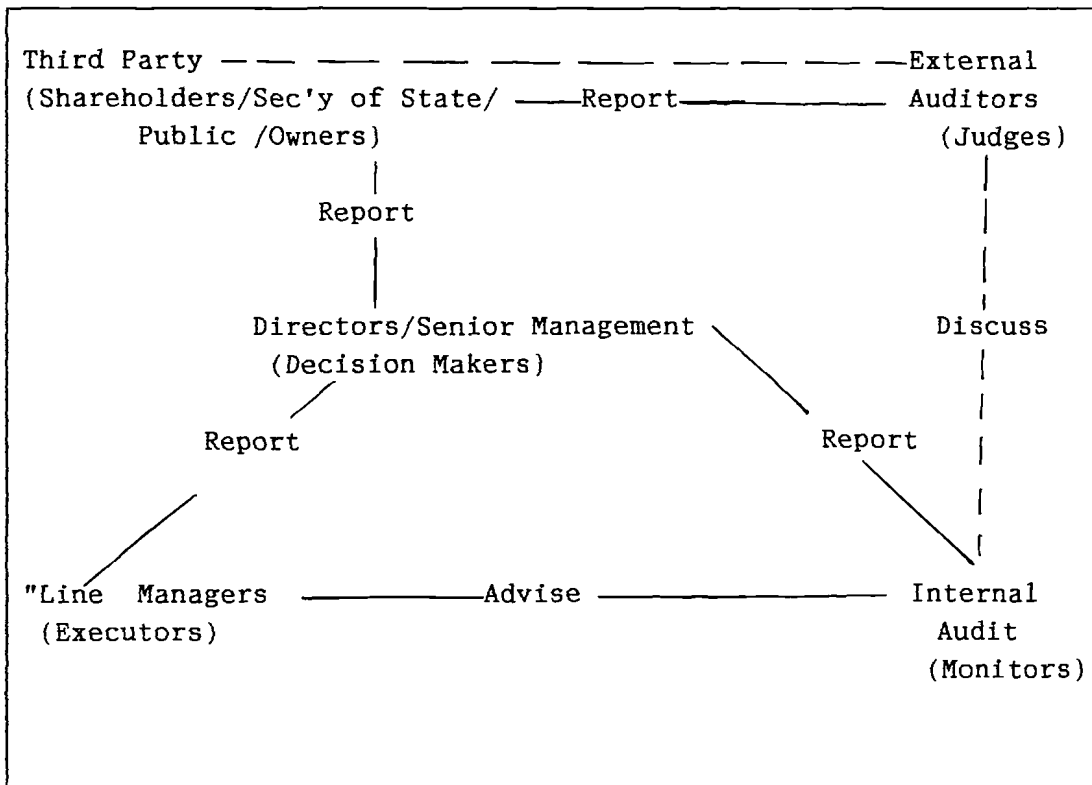 Third Party External
(Shareholders/Sec'y of State/ Report Auditors
Public /Owners) (Judges)
Report
Directors/Senior Management Discuss
(Decision Makers)
Report Report
"Line Managers Advise Internal
(Executors) Audit
(Monitors)